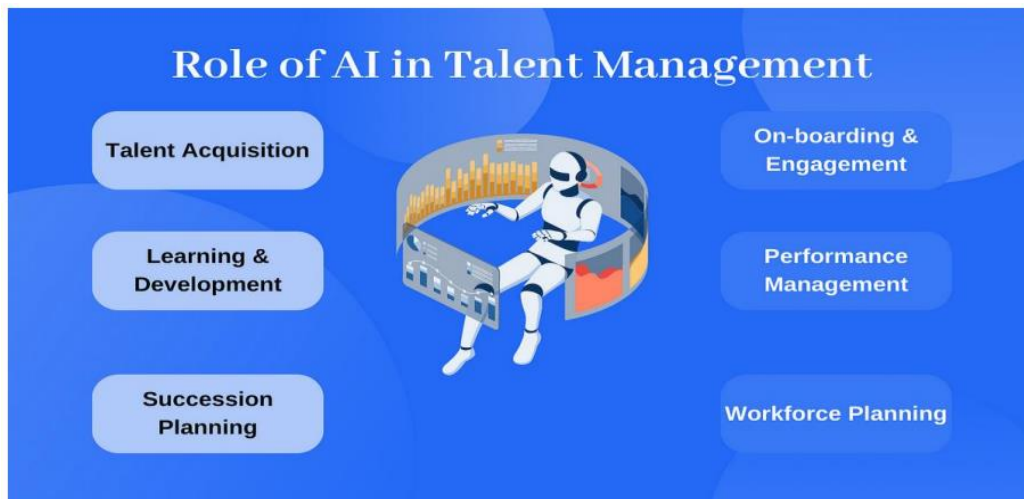 Role of AI in Talent Management
Talent Acquisition
On-boarding &
Engagement
Learning &
Development
Performance
Management
Succession
Planning
Workforce Planning